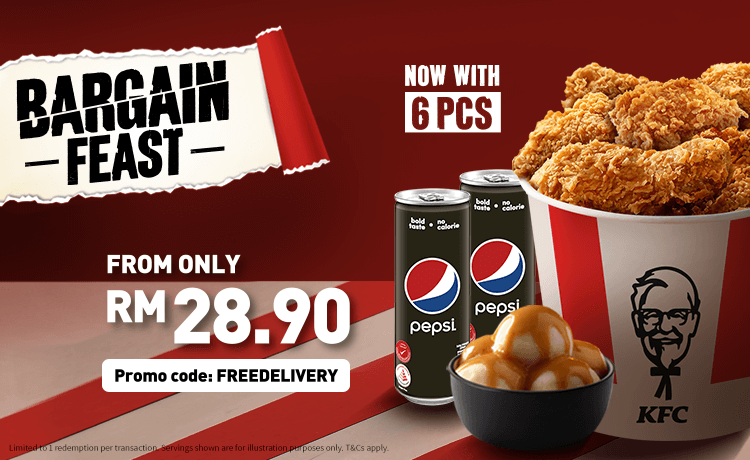 BARGAIN
— FEAST —
NOW WITH
6 PCS
FROM ONLY
RM28.90
Promo code: FREEDELIVERY
bold taste • no calorie
pepsi
bold taste • no calorie
pepsi
KFC
Limited to 1 redemption per transaction. Servings shown are for illustration purposes only. T&Cs apply.